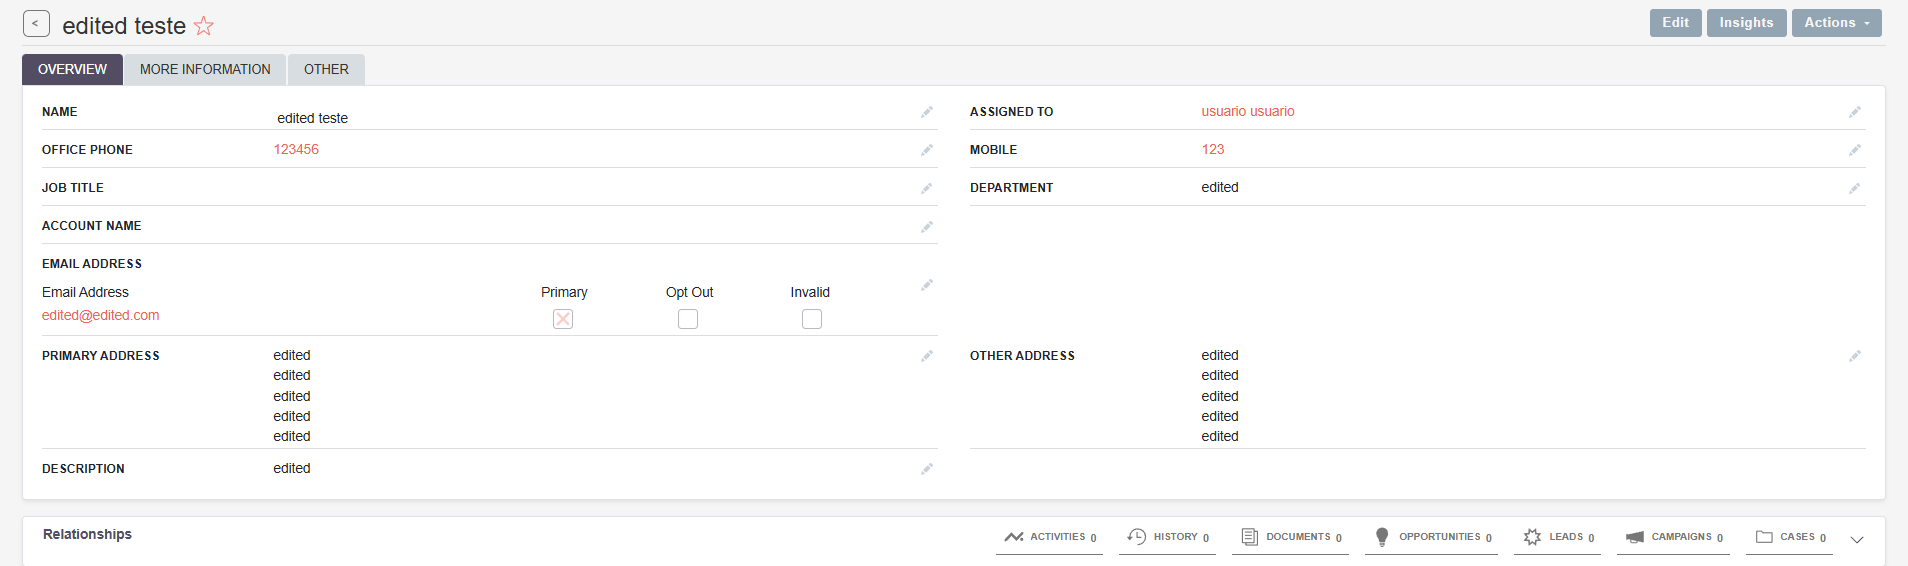 < edited teste
Edit Insights Actions
OVERVIEW MORE INFORMATION OTHER
NAME edited teste ASSIGNED TO usuario usuario
OFFICE PHONE 123456 MOBILE 123
JOB TITLE DEPARTMENT edited
ACCOUNT NAME
EMAIL ADDRESS
Email Address Primary Opt Out Invalid
edited@edited.com
PRIMARY ADDRESS edited OTHER ADDRESS edited
edited edited
edited edited
edited edited
edited edited
DESCRIPTION edited
Relationships ACTIVITIES 0 HISTORY 0 DOCUMENTS 0 OPPORTUNITIES 0 LEADS 0 CAMPAIGNS 0 CASES 0